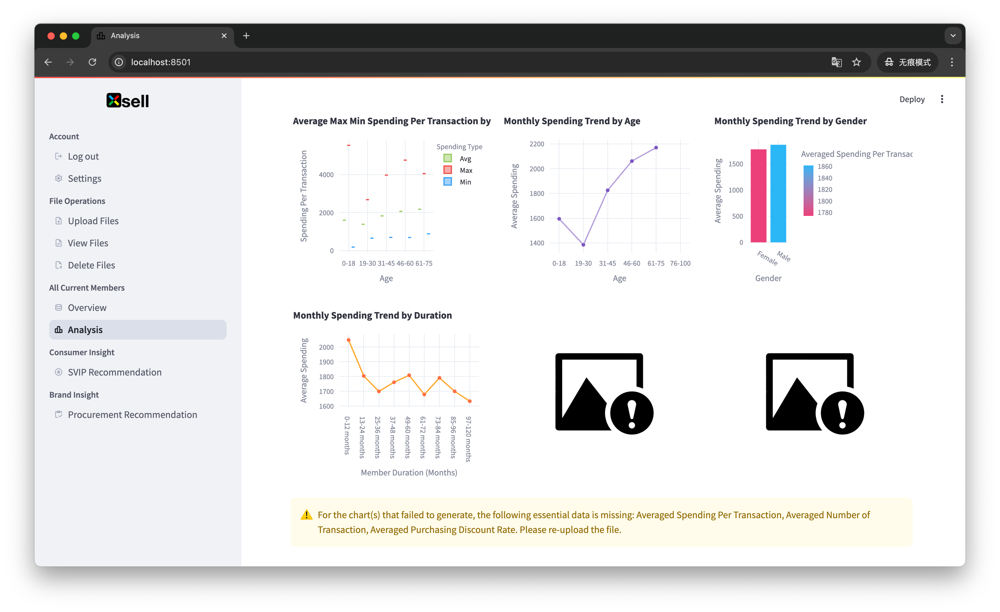 Analysis
localhost:8501
无痕模式
sell
Deploy
Account
Log out
Settings
File Operations
Upload Files
View Files
Delete Files
All Current Members
Overview
Analysis
Consumer Insight
SVIP Recommendation
Brand Insight
Procurement Recommendation
Average Max Min Spending Per Transaction by
Spending Per Transaction
4000
2000
0
0-18 19-30 31-45 46-60 61-75
Age
Spending Type
Avg
Max
Min
Monthly Spending Trend by Age
Average Spending
2200
2000
1800
1600
1400
0-18 19-30 31-45 46-60 61-75 76-100
Age
Monthly Spending Trend by Gender
Average Spending
1500
1000
500
0
Female
Male
Gender
Averaged Spending Per Transac
1860
1840
1820
1800
1780
Monthly Spending Trend by Duration
Average Spending
2000
1900
1800
1700
1600
0-12 months
13-24 months
25-36 months
37-48 months
49-60 months
61-72 months
73-84 months
85-96 months
97-120 months
Member Duration (Months)
For the chart(s) that failed to generate, the following essential data is missing: Averaged Spending Per Transaction, Averaged Number of
Transaction, Averaged Purchasing Discount Rate. Please re-upload the file.